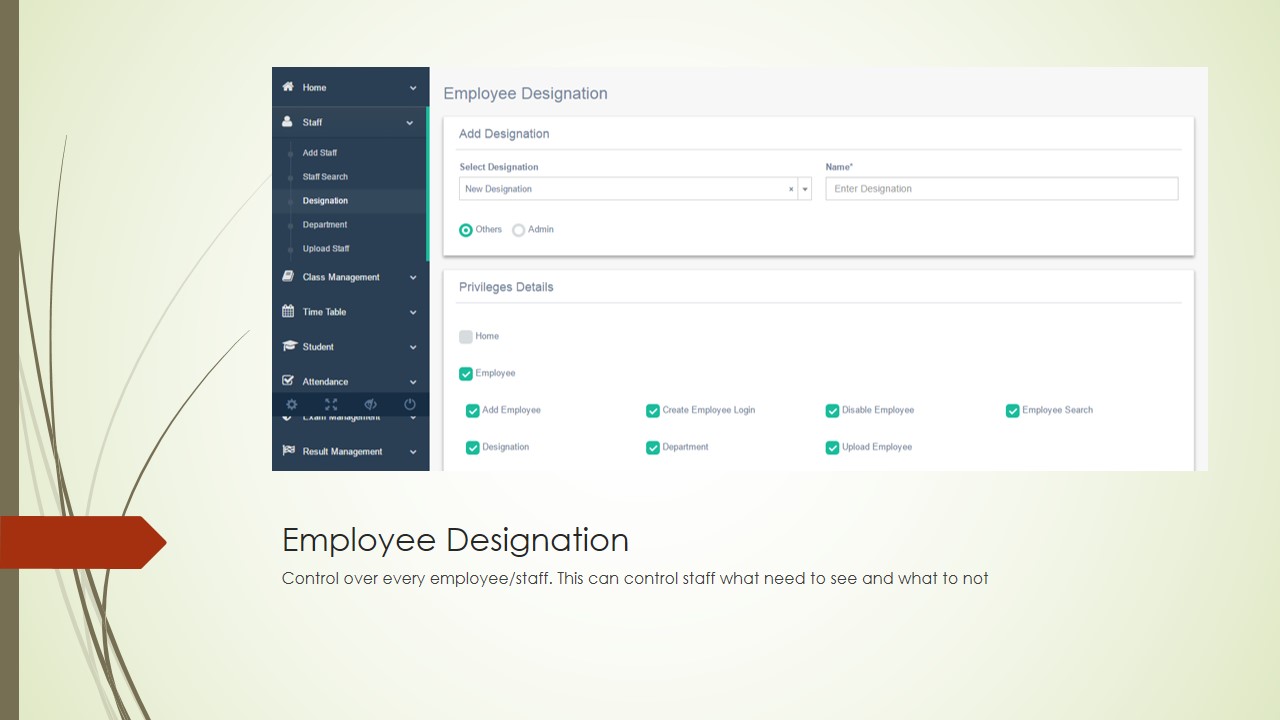 Home
Staff
Add Staff
Staff Search
Designation
Department
Upload Staff
Class Management
Time Table
Student
Attendance
Exam Management
Result Management
Employee Designation
Add Designation
Select Designation Name*
New Designation × Enter Designation
Others Admin
Privileges Details
Home
Employee
Add Employee Create Employee Login Disable Employee Employee Search
Designation Department Upload Employee
Employee Designation
Control over every employee/staff. This can control staff what need to see and what to not